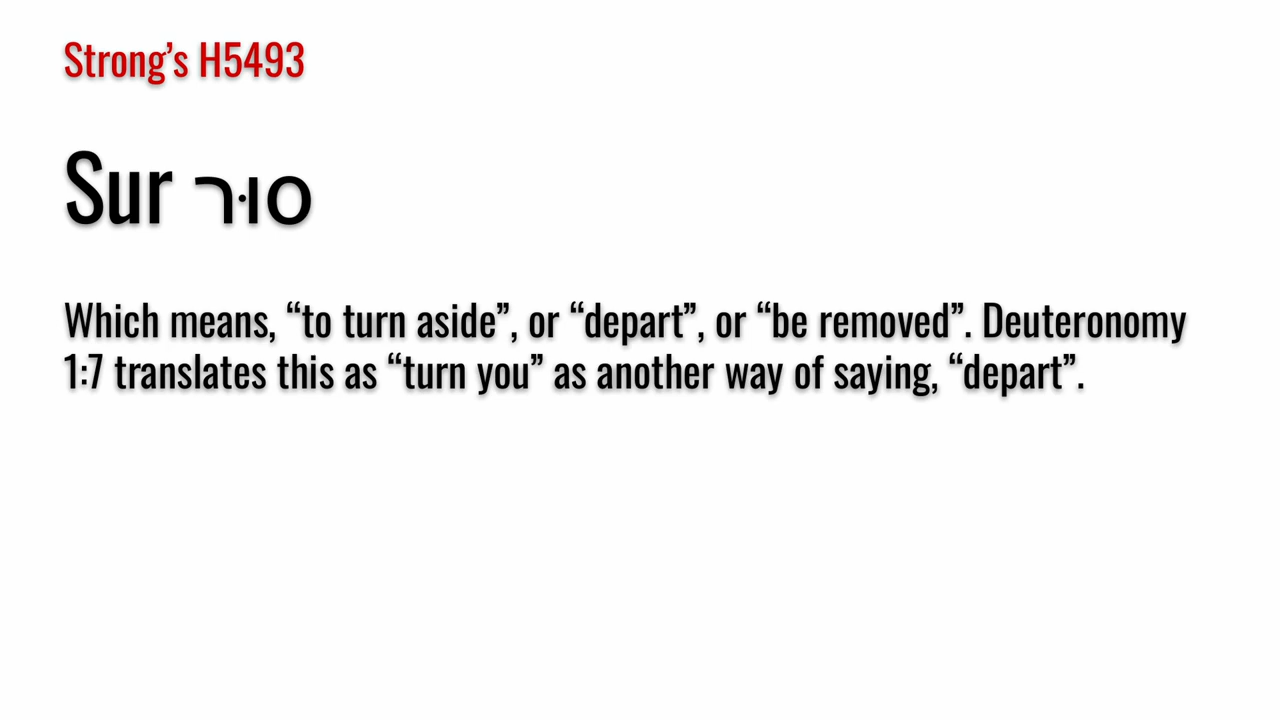 Strong’s H5493
Sur סוּר
Which means, “to turn aside”, or “depart”, or “be removed”. Deuteronomy
1:7 translates this as “turn you” as another way of saying, “depart”.